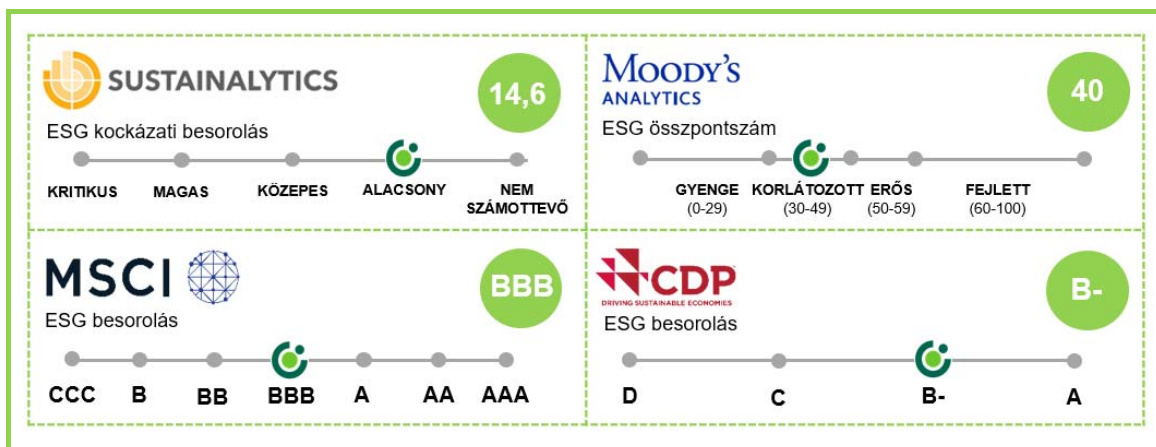 SUSTAINALYTICS
14,6
ESG kockázati besorolás
KRITIKUS MAGAS KÖZEPES ALACSONY NEM SZÁMOTTEVŐ
MOODY'S
ANALYTICS
40
ESG összpontszám
GYENGE KORLÁTOZOTT ERŐS FEJLETT
(0-29) (30-49) (50-59) (60-100)
MSCI
BBB
ESG besorolás
CCC B BB BBB A AA AAA
CDP
DRIVING SUSTAINABLE ECONOMIES
B-
ESG besorolás
D C B- A